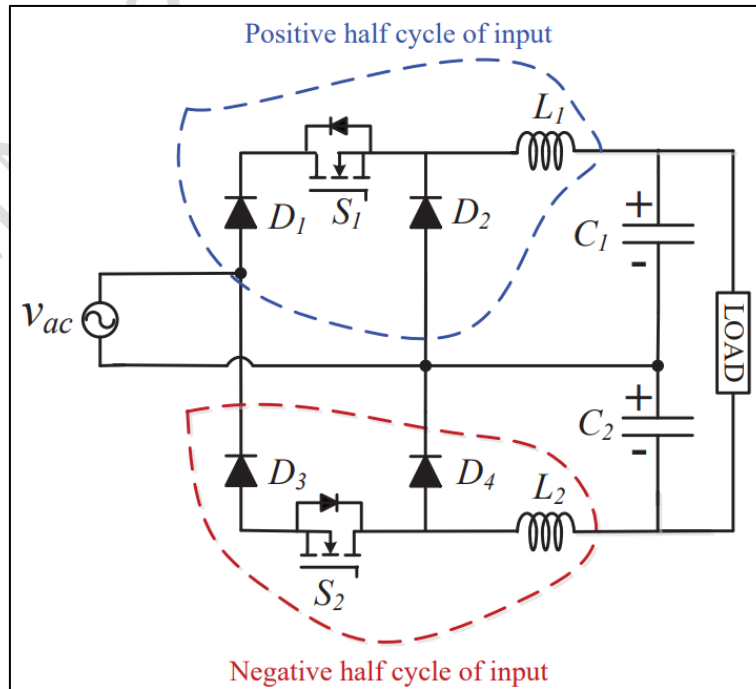 Positive half cycle of input
L1
D1
S1
D2
C1
+
-
vac
LOAD
C2
+
-
D3
D4
L2
S2
Negative half cycle of input